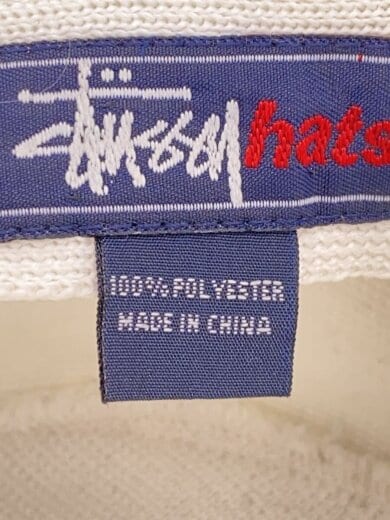 Stüssy hats
100% POLYESTER
MADE IN CHINA